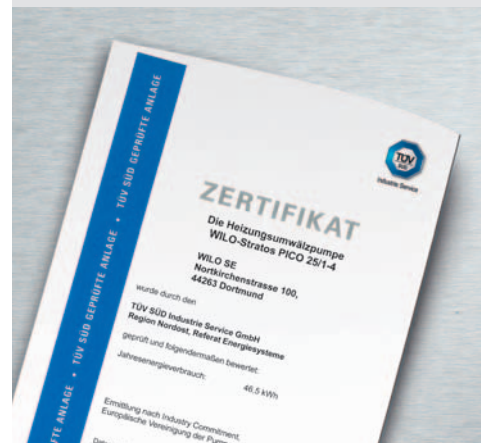 TÜV SÜD GEPRÜFTE ANLAGE • TÜV SÜD GEPRÜFTE ANLAGE • TÜV SÜD GEPRÜFTE ANLAGE
TÜV
SÜD
Industrie Service
ZERTIFIKAT
Die Heizungsumwälzpumpe
WILO-Stratos PICO 25/1-4
WILO SE
Nortkirchenstrasse 100,
44263 Dortmund
wurde durch den
TÜV SÜD Industrie Service GmbH
Region Nordost, Referat Energiesysteme
geprüft und folgendermaßen bewertet:
Jahresenergieverbrauch: 46,5 kWh
Ermittlung nach Industry Commitment,
Europäische Vereinigung der